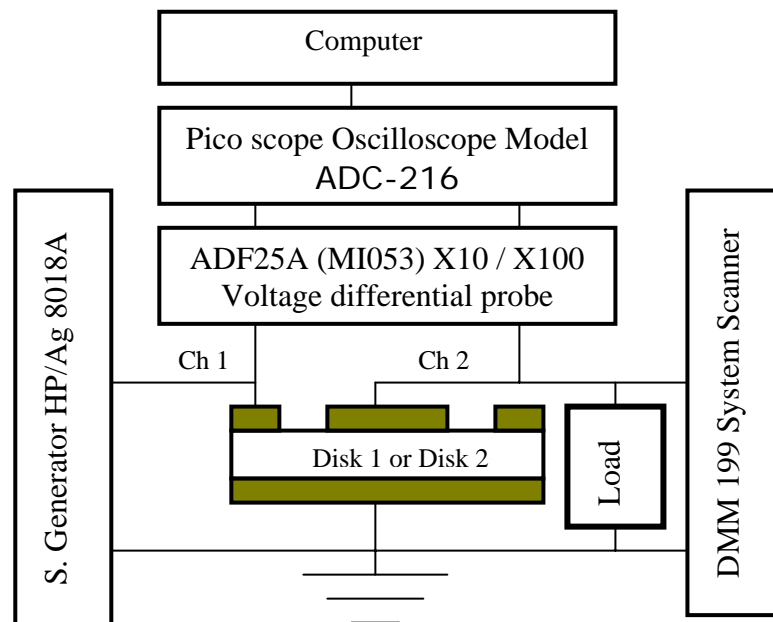 Computer
Pico scope Oscilloscope Model
ADC-216
ADF25A (MI053) X10 / X100
Voltage differential probe
S. Generator HP/Ag 8018A
Ch 1
Ch 2
Disk 1 or Disk 2
Load
DMM 199 System Scanner